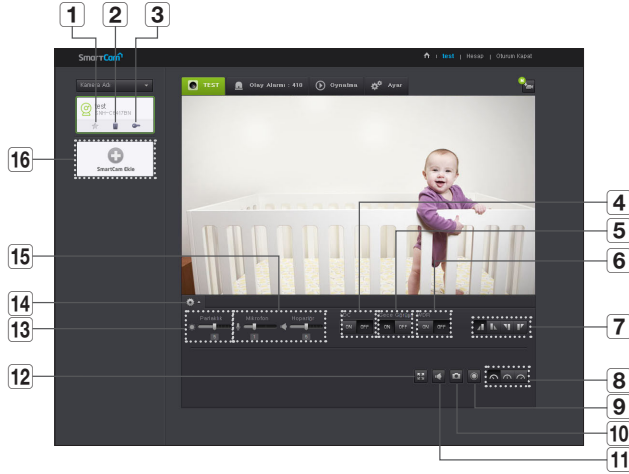 1 2 3
SMARTCam
test | Hesap | Oturum Kapat
Kamera Adı
TEST Olay Alarmı : 410 Oynatma Ayar
test
SmartCam Ekle
16
4
5
6
15
14
13
Parlaklık Mikrofon Hoparlör
ON OFF ON OFF ON OFF
7
12
8
9
10
11